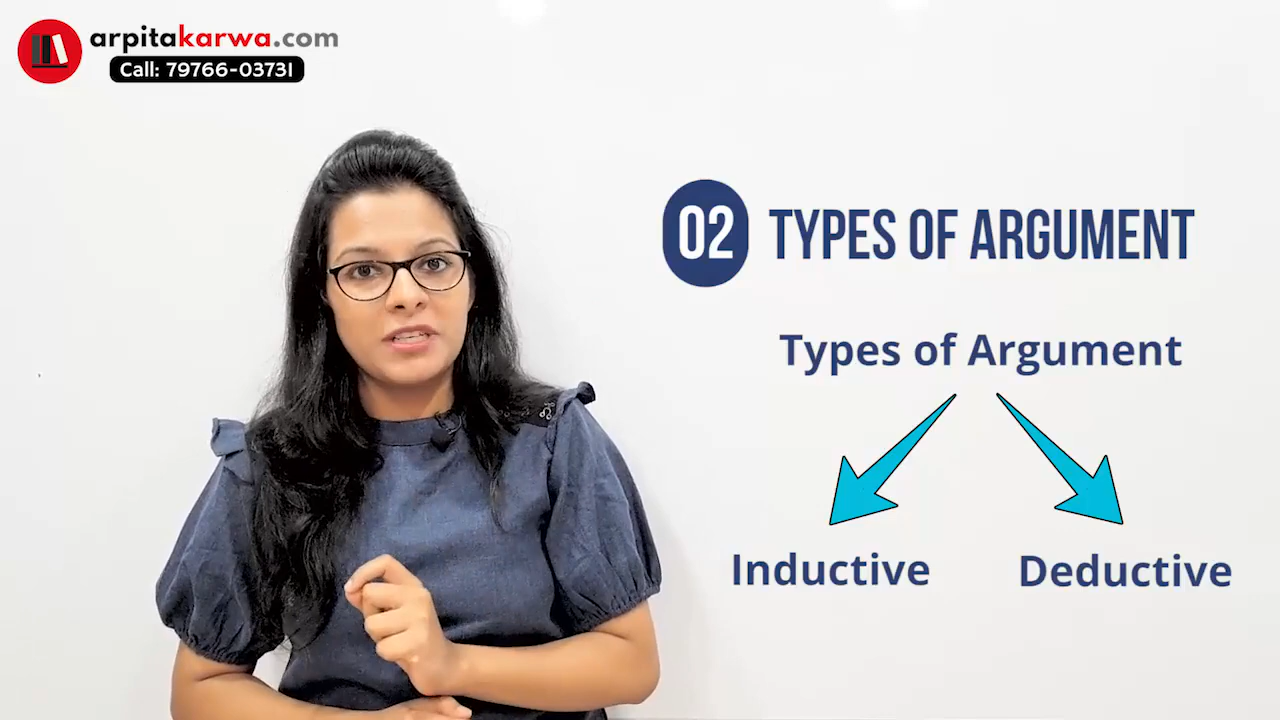 arpitakarwa.com
Call: 79766-03731
02 TYPES OF ARGUMENT
Types of Argument
Inductive Deductive